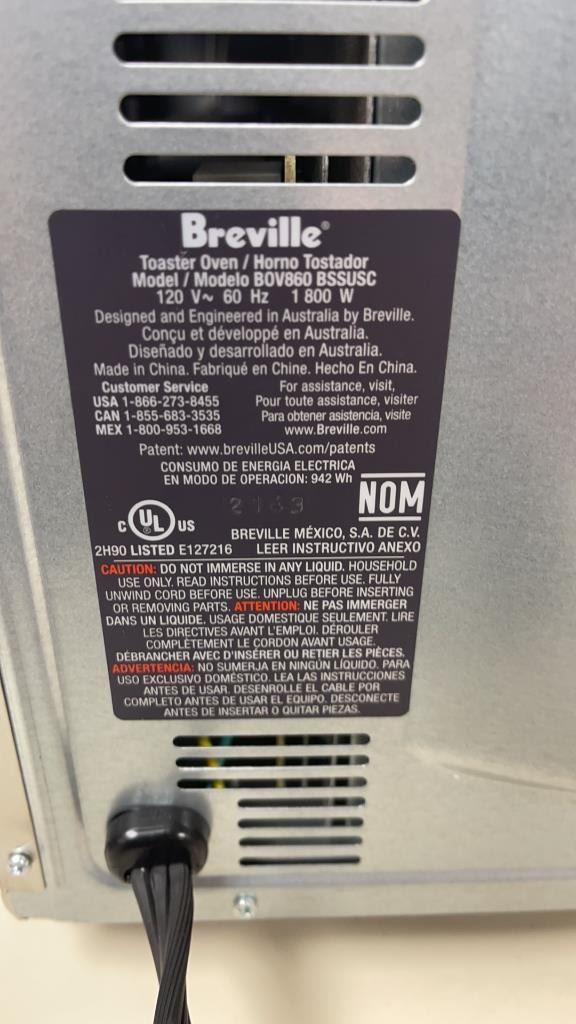 Breville®
Toaster Oven / Horno Tostador
Model / Modelo BOV860 BSSUSC
120 V~ 60 Hz 1 800 W
Designed and Engineered in Australia by Breville.
Conçu et développé en Australia.
Diseñado y desarrollado en Australia.
Made in China. Fabriqué en Chine. Hecho En China.
Customer Service
USA 1-866-273-8455
CAN 1-855-683-3535
MEX 1-800-953-1668
For assistance, visit,
Pour toute assistance, visiter
Para obtener asistencia, visite
www.Breville.com
Patent: www.brevilleUSA.com/patents
CONSUMO DE ENERGIA ELECTRICA
EN MODO DE OPERACION: 942 Wh
NOM
C UL US
BREVILLE MÉXICO, S.A. DE C.V.
2H90 LISTED E127216 LEER INSTRUCTIVO ANEXO
CAUTION: DO NOT IMMERSE IN ANY LIQUID. HOUSEHOLD
USE ONLY. READ INSTRUCTIONS BEFORE USE. FULLY
UNWIND CORD BEFORE USE. UNPLUG BEFORE INSERTING
OR REMOVING PARTS. ATTENTION: NE PAS IMMERGER
DANS UN LIQUIDE. USAGE DOMESTIQUE SEULEMENT. LIRE
LES DIRECTIVES AVANT L'EMPLOI. DÉROULER
COMPLÈTEMENT LE CORDON AVANT USAGE.
DÉBRANCHER AVEC D'INSÉRER OU RETIER LES PIÈCES.
ADVERTENCIA: NO SUMERJA EN NINGÚN LÍQUIDO. PARA
USO EXCLUSIVO DOMÉSTICO. LEA LAS INSTRUCCIONES
ANTES DE USAR. DESENROLLE EL CABLE POR
COMPLETO ANTES DE USAR EL EQUIPO. DESCONECTE
ANTES DE INSERTAR O QUITAR PIEZAS.